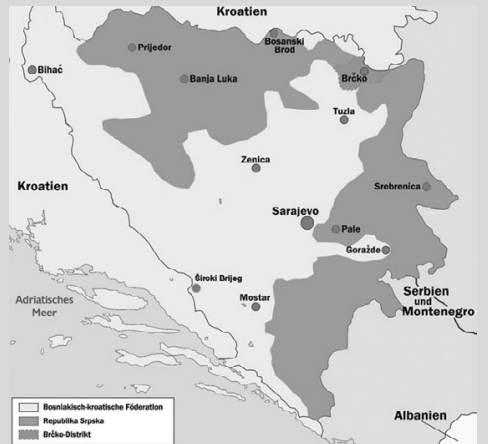 Kroatien
Bosanski
Brod
Prijedor
Bihać
Banja Luka
Brčko
Tuzla
Zenica
Kroatien
Srebrenica
Sarajevo
Pale
Goražde
Široki Brijeg
Serbien
und
Montenegro
Adriatisches
Meer
Mostar
Bosniakisch-kroatische Föderation
Republika Srpska
Brčko-Distrikt
Albanien